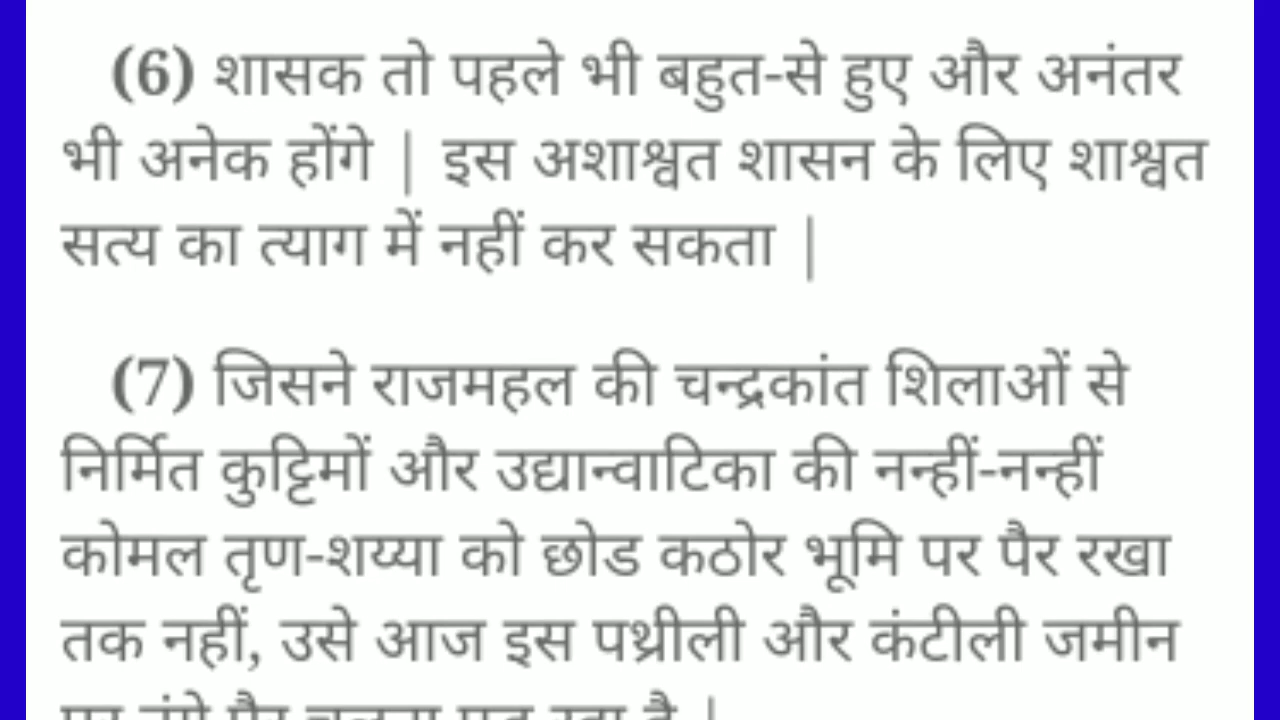 (6) शासक तो पहले भी बहुत-से हुए और अनंतर
भी अनेक होंगे | इस अशाश्वत शासन के लिए शाश्वत
सत्य का त्याग में नहीं कर सकता |
(7) जिसने राजमहल की चन्द्रकांत शिलाओं से
निर्मित कुट्टिमों और उद्यान्वाटिका की नन्हीं-नन्हीं
कोमल तृण-शय्या को छोड कठोर भूमि पर पैर रखा
तक नहीं, उसे आज इस पथ्रीली और कंटीली जमीन